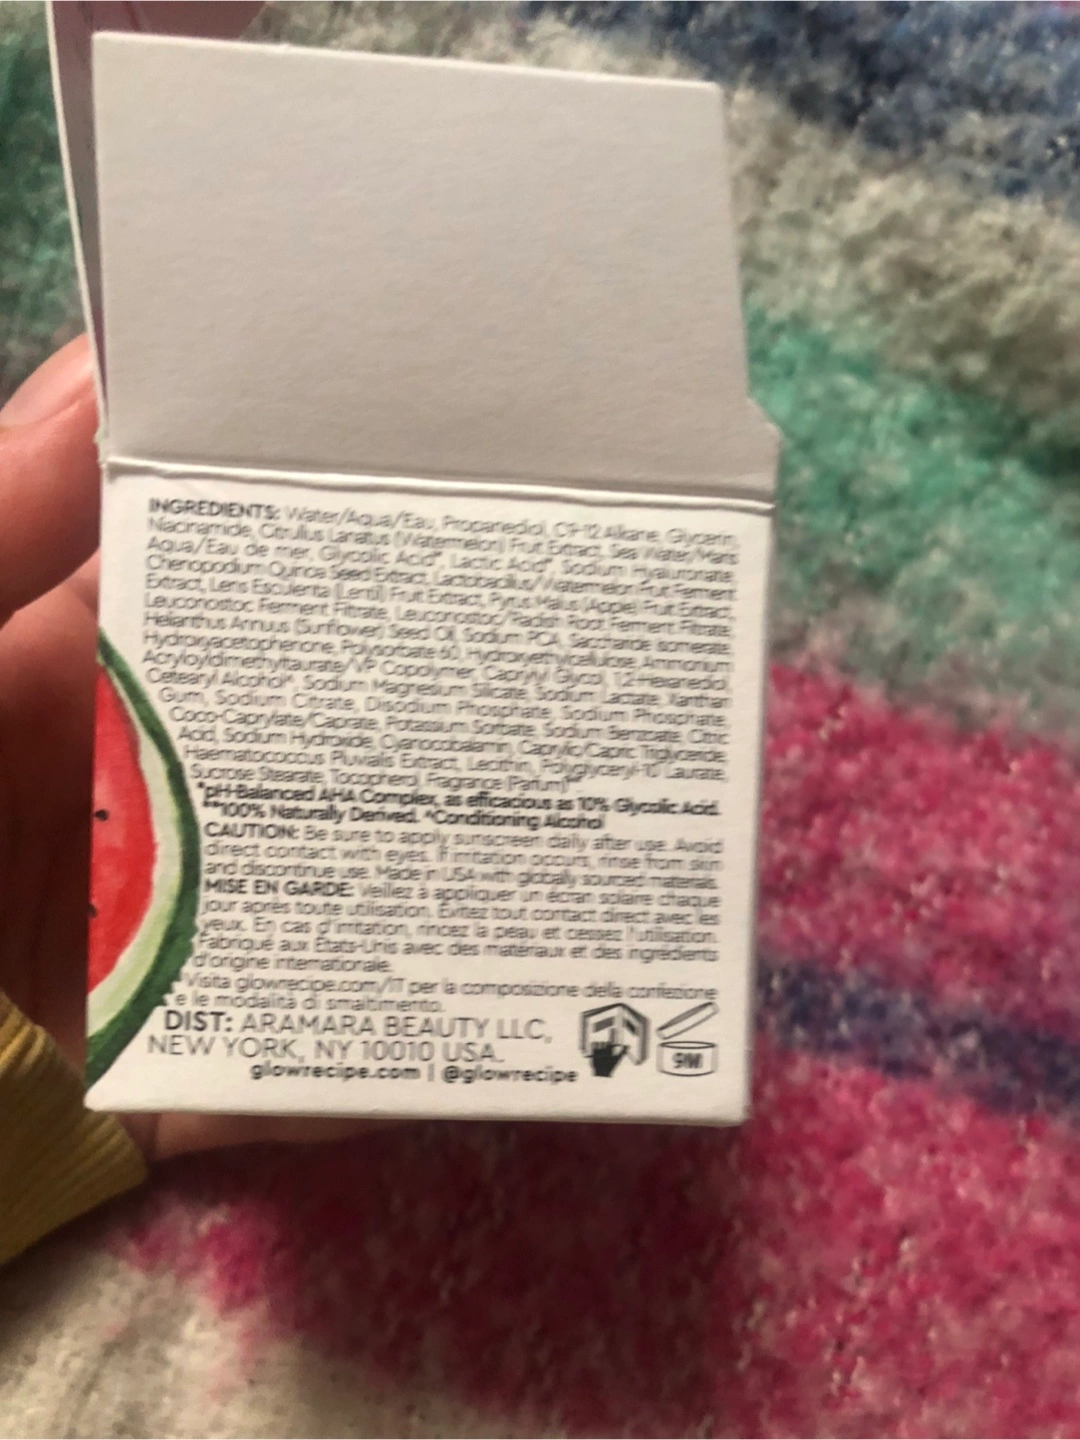 INGREDIENTS: Water/Aqua/Eau, Propanediol, C9-12 Alkane, Glycerin,
Niacinamide, Citrullus Lanatus (Watermelon) Fruit Extract, Sea Water/Maris
Aqua/Eau de mer, Glycolic Acid*, Lactic Acid*, Sodium Hyaluronate,
Chenopodium Quinoa Seed Extract, Lactobacillus/Watermelon Fruit Ferment
Extract, Lens Esculenta (Lentil) Fruit Extract, Pyrus Malus (Apple) Fruit Extract,
Leuconostoc Ferment Filtrate, Leuconostoc/Radish Root Ferment Filtrate,
Helianthus Annuus (Sunflower) Seed Oil, Sodium PCA, Saccharide Isomerate,
Hydroxyacetophenone, Polysorbate 60, Hydroxyethylcellulose, Ammonium
Acryloyldimethyltaurate/VP Copolymer, Caprylyl Glycol, 1,2-Hexanediol,
Cetearyl Alcohol^, Sodium Magnesium Silicate, Sodium Lactate, Xanthan
Gum, Sodium Citrate, Disodium Phosphate, Sodium Phosphate,
Coco-Caprylate/Caprate, Potassium Sorbate, Sodium Benzoate, Citric
Acid, Sodium Hydroxide, Cyanocobalamin, Caprylic/Capric Triglyceride,
Haematococcus Pluvialis Extract, Lecithin, Polyglyceryl-10 Laurate,
Sucrose Stearate, Tocopherol, Fragrance (Parfum)**.
*pH-Balanced AHA Complex, as efficacious as 10% Glycolic Acid.
**100% Naturally Derived. ^Conditioning Alcohol
CAUTION: Be sure to apply sunscreen daily after use. Avoid
direct contact with eyes. If irritation occurs, rinse from skin
and discontinue use. Made in USA with globally sourced materials.
MISE EN GARDE: Veillez à appliquer un écran solaire chaque
jour après toute utilisation. Évitez tout contact direct avec les
yeux. En cas d'irritation, rincez la peau et cessez l'utilisation.
Fabriqué aux États-Unis avec des matériaux et des ingrédients
d'origine internationale.
Visita glowrecipe.com/IT per la composizione della confezione
e le modalità di smaltimento.
DIST: ARAMARA BEAUTY LLC,
NEW YORK, NY 10010 USA.
glowrecipe.com | @glowrecipe
9M